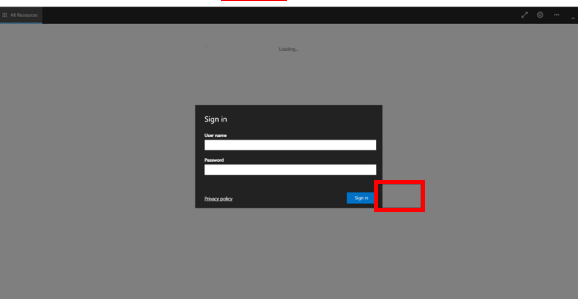 All Resources
Loading...
Sign in
User name
Password
Privacy policy
Sign in